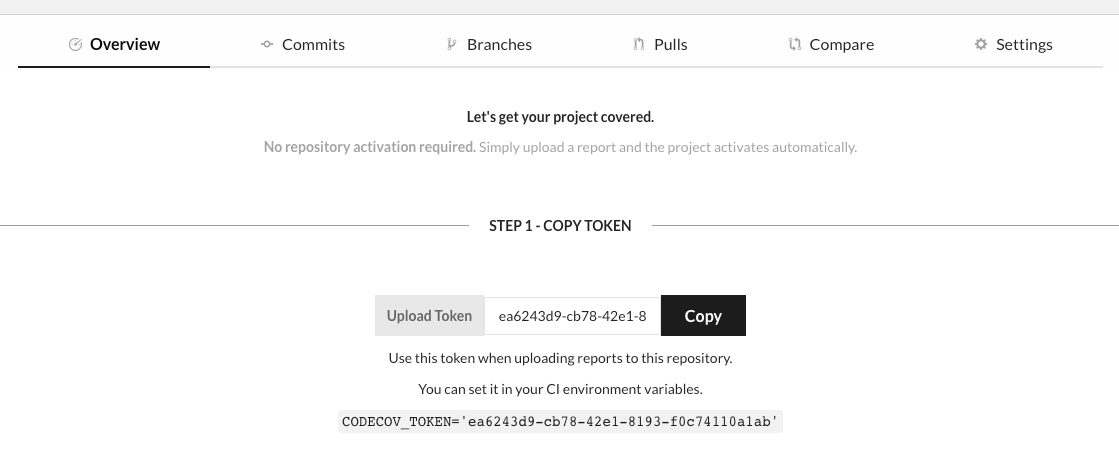 Overview
Commits
Branches
Pulls
Compare
Settings
Let's get your project covered.
No repository activation required. Simply upload a report and the project activates automatically.
STEP 1 - COPY TOKEN
Upload Token
ea6243d9-cb78-42e1-8
Copy
Use this token when uploading reports to this repository.
You can set it in your CI environment variables.
CODECOV_TOKEN='ea6243d9-cb78-42e1-8193-f0c74110a1ab'